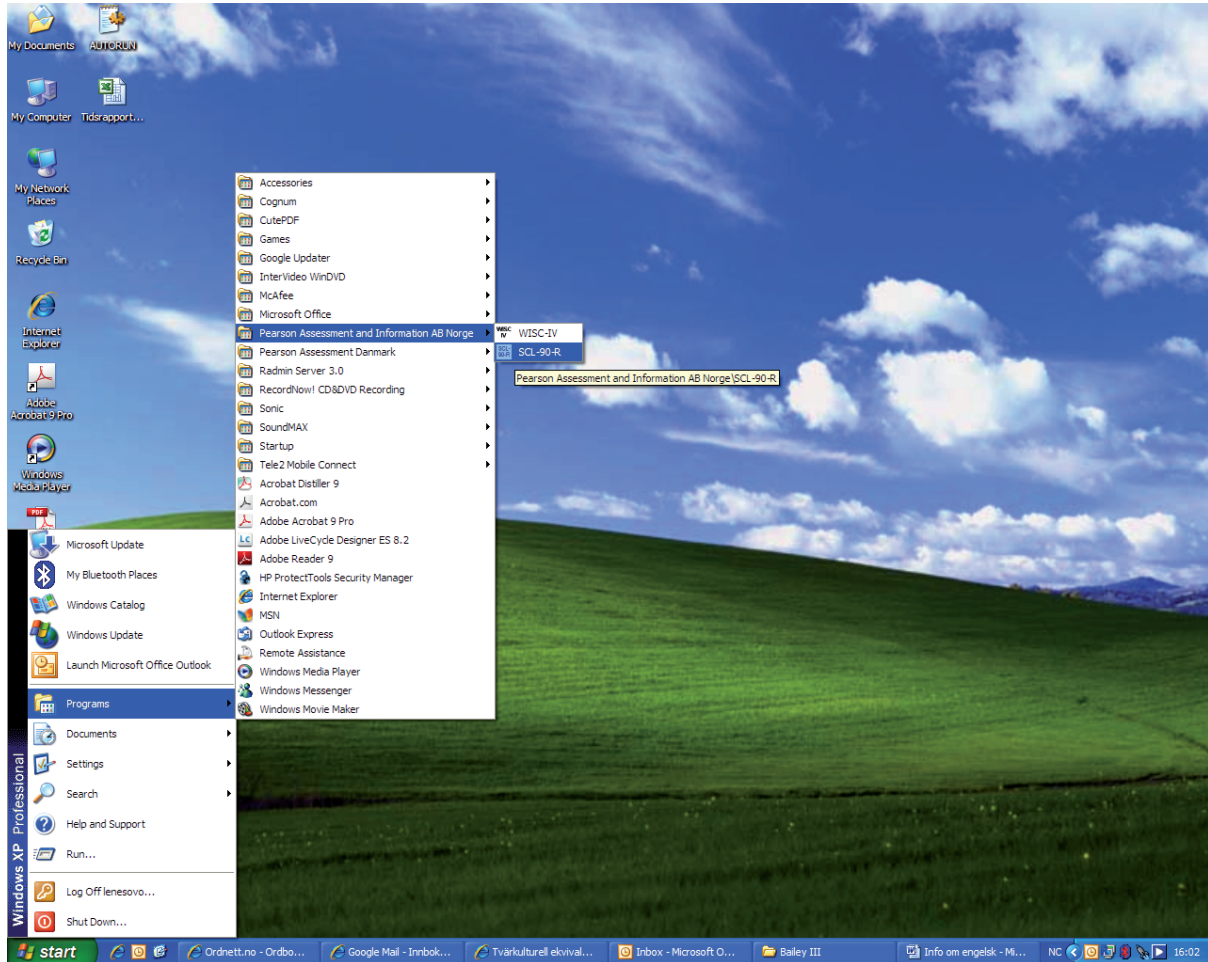 My Documents
AUTORUN
My Computer
Tidsrapport...
My Network
Places
Recycle Bin
Internet
Explorer
Adobe
Acrobat 9 Pro
Windows
Media Player
PDF
Accessories
Cognum
CutePDF
Games
Google Updater
InterVideo WinDVD
McAfee
Microsoft Office
Pearson Assessment and Information AB Norge
Pearson Assessment Danmark
Radmin Server 3.0
RecordNow! CD&DVD Recording
Sonic
SoundMAX
Startup
Tele2 Mobile Connect
Acrobat Distiller 9
Acrobat.com
Adobe Acrobat 9 Pro
Adobe LiveCycle Designer ES 8.2
Adobe Reader 9
HP ProtectTools Security Manager
Internet Explorer
MSN
Outlook Express
Remote Assistance
Windows Media Player
Windows Messenger
Windows Movie Maker
WISC-IV
SCL-90-R
Pearson Assessment and Information AB Norge\SCL-90-R
Microsoft Update
My Bluetooth Places
Windows Catalog
Windows Update
Launch Microsoft Office Outlook
Programs
Documents
Settings
Search
Help and Support
Run...
Log Off lenesovo...
Shut Down...
Windows XP Professional
start
Ordnett.no - Ordbo...
Google Mail - Innbok...
Tvärkulturell ekvival...
Inbox - Microsoft O...
Bailey III
Info om engelsk - Mi...
NC
16:02